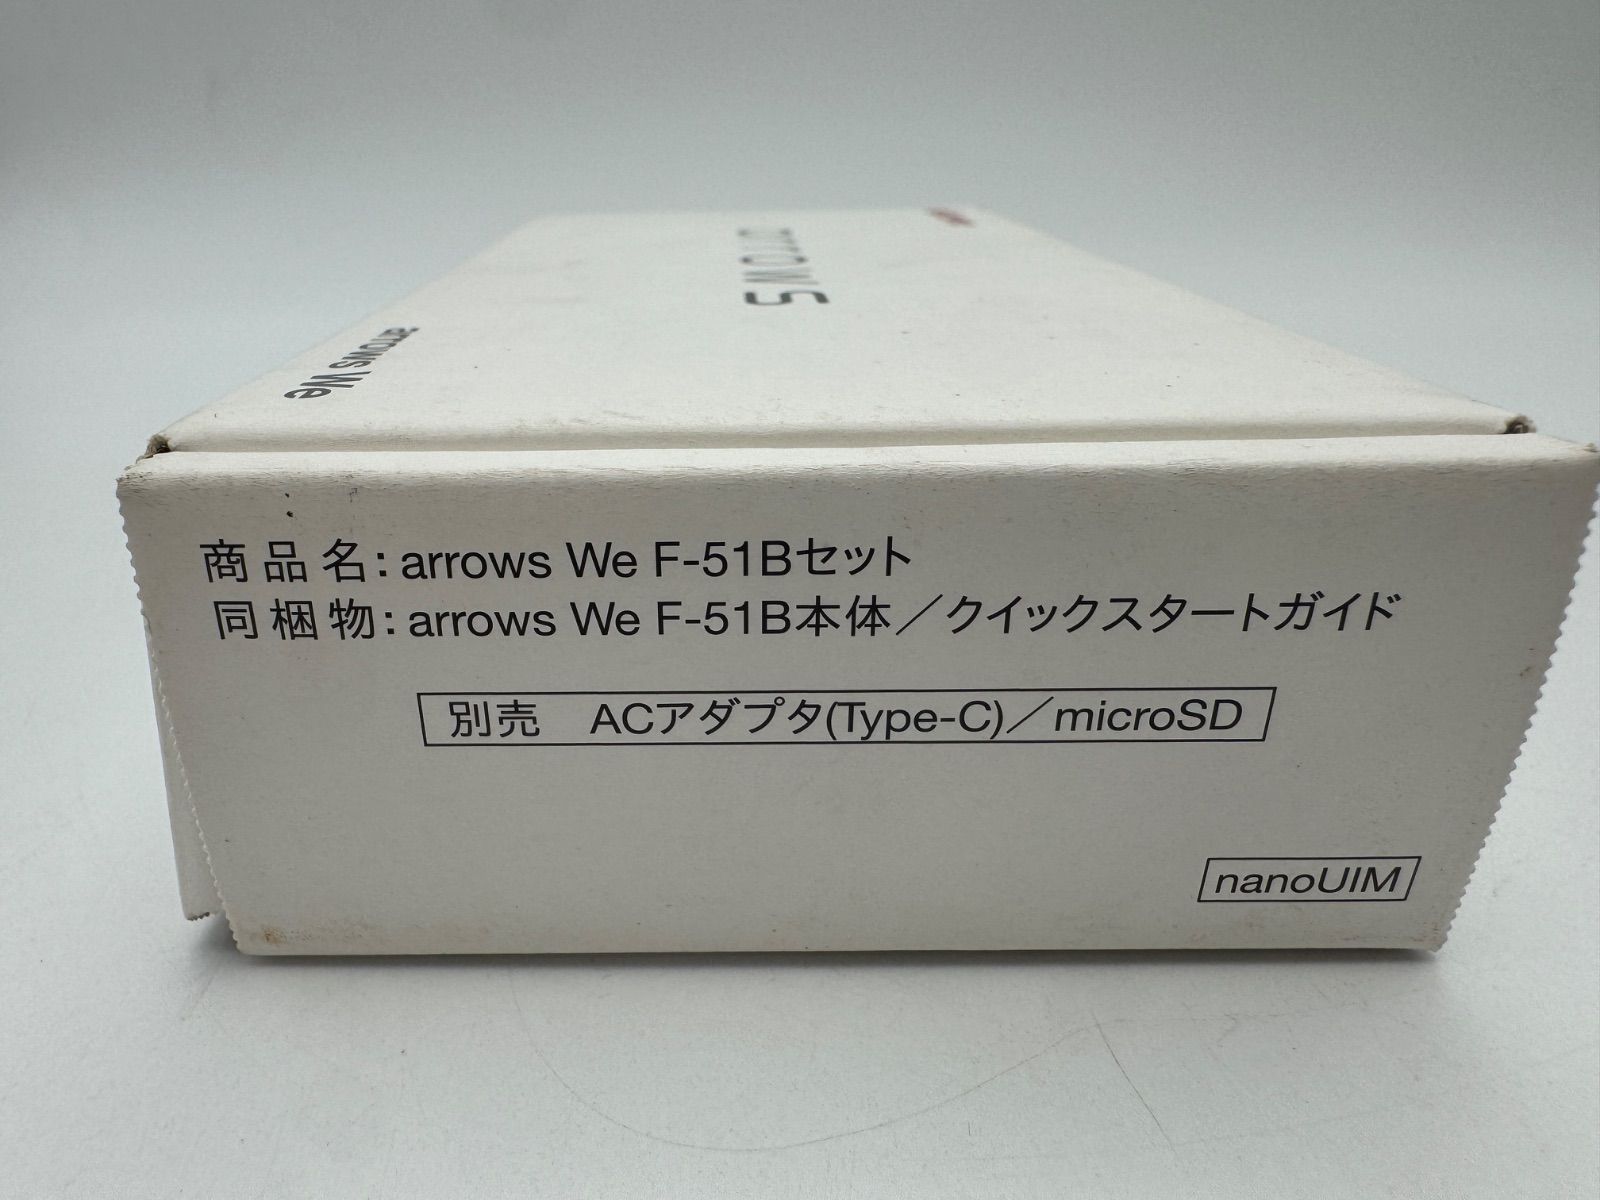 arrows
arrows We
商品名:arrows We F-51Bセット
同梱物:arrows We F-51B本体／クイックスタートガイド
別売　ACアダプタ(Type-C)／microSD
nanoUIM